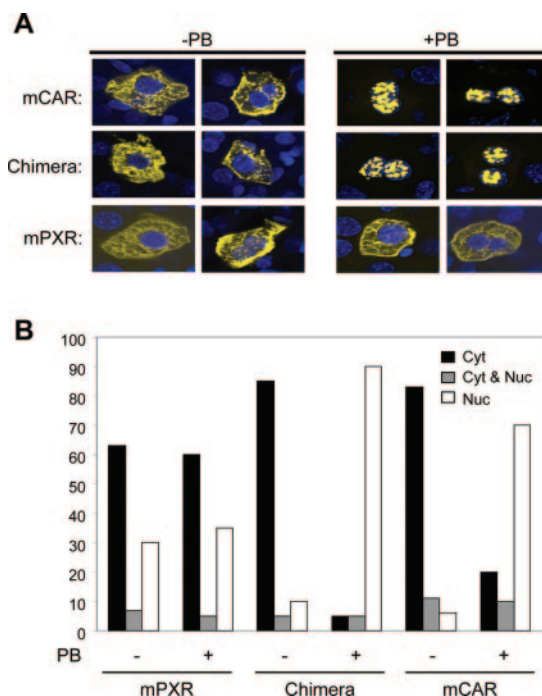 A
-PB +PB
mCAR:
Chimera:
mPXR:
B
100
90
80
70
60
50
40
30
20
10
0
Cyt
Cyt & Nuc
Nuc
PB - + - + - +
mPXR Chimera mCAR